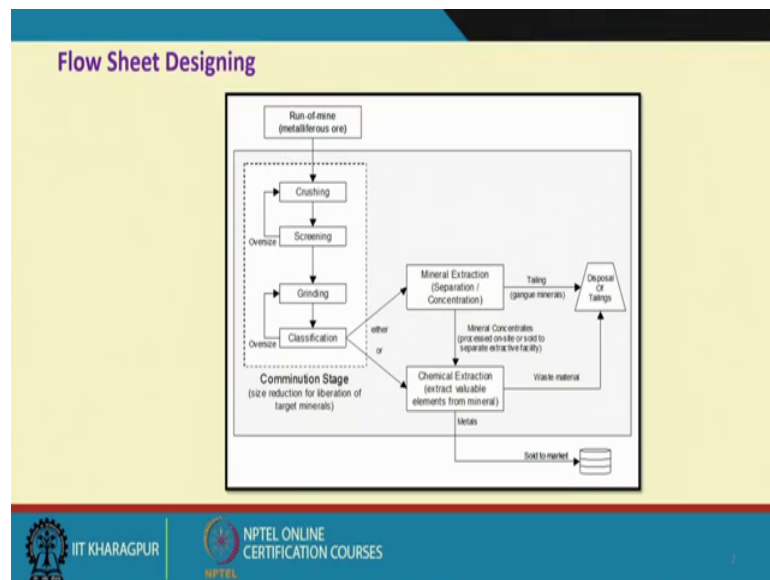 Flow Sheet Designing
Run-of-mine
(metalliferous ore)
Crushing
Oversize
Screening
Grinding
Oversize
Classification
Comminution Stage
(size reduction for liberation of
target minerals)
either
or
Mineral Extraction
(Separation /
Concentration)
Tailing
(gangue minerals)
Disposal
Of
Tailings
Mineral Concentrates
(processed on-site or sold to
separate extractive facility)
Chemical Extraction
(extract valuable
elements from mineral)
Waste material
Metals
Sold to market
IIT KHARAGPUR
NPTEL
NPTEL ONLINE
CERTIFICATION COURSES
2